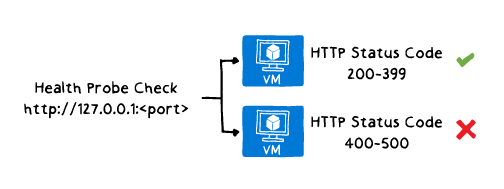 Health Probe Check
http://127.0.0.1:<port>
VM
HTTP Status Code
200-399
VM
HTTP Status Code
400-500